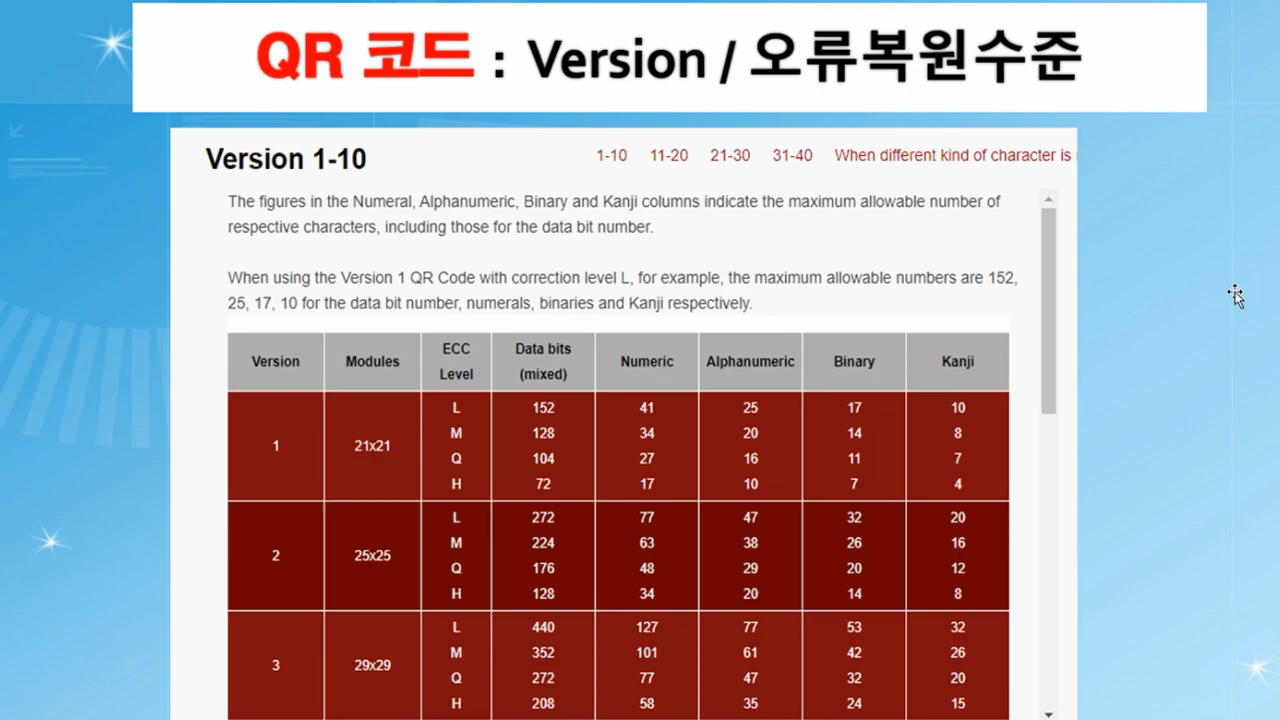 QR 코드 : Version / 오류복원수준
Version 1-10
1-10 11-20 21-30 31-40 When different kind of character is
The figures in the Numeral, Alphanumeric, Binary and Kanji columns indicate the maximum allowable number of
respective characters, including those for the data bit number.
When using the Version 1 QR Code with correction level L, for example, the maximum allowable numbers are 152,
25, 17, 10 for the data bit number, numerals, binaries and Kanji respectively.
Version Modules ECC Level Data bits (mixed) Numeric Alphanumeric Binary Kanji
1 21x21
L 152 41 25 17 10
M 128 34 20 14 8
Q 104 27 16 11 7
H 72 17 10 7 4
2 25x25
L 272 77 47 32 20
M 224 63 38 26 16
Q 176 48 29 20 12
H 128 34 20 14 8
3 29x29
L 440 127 77 53 32
M 352 101 61 42 26
Q 272 77 47 32 20
H 208 58 35 24 15